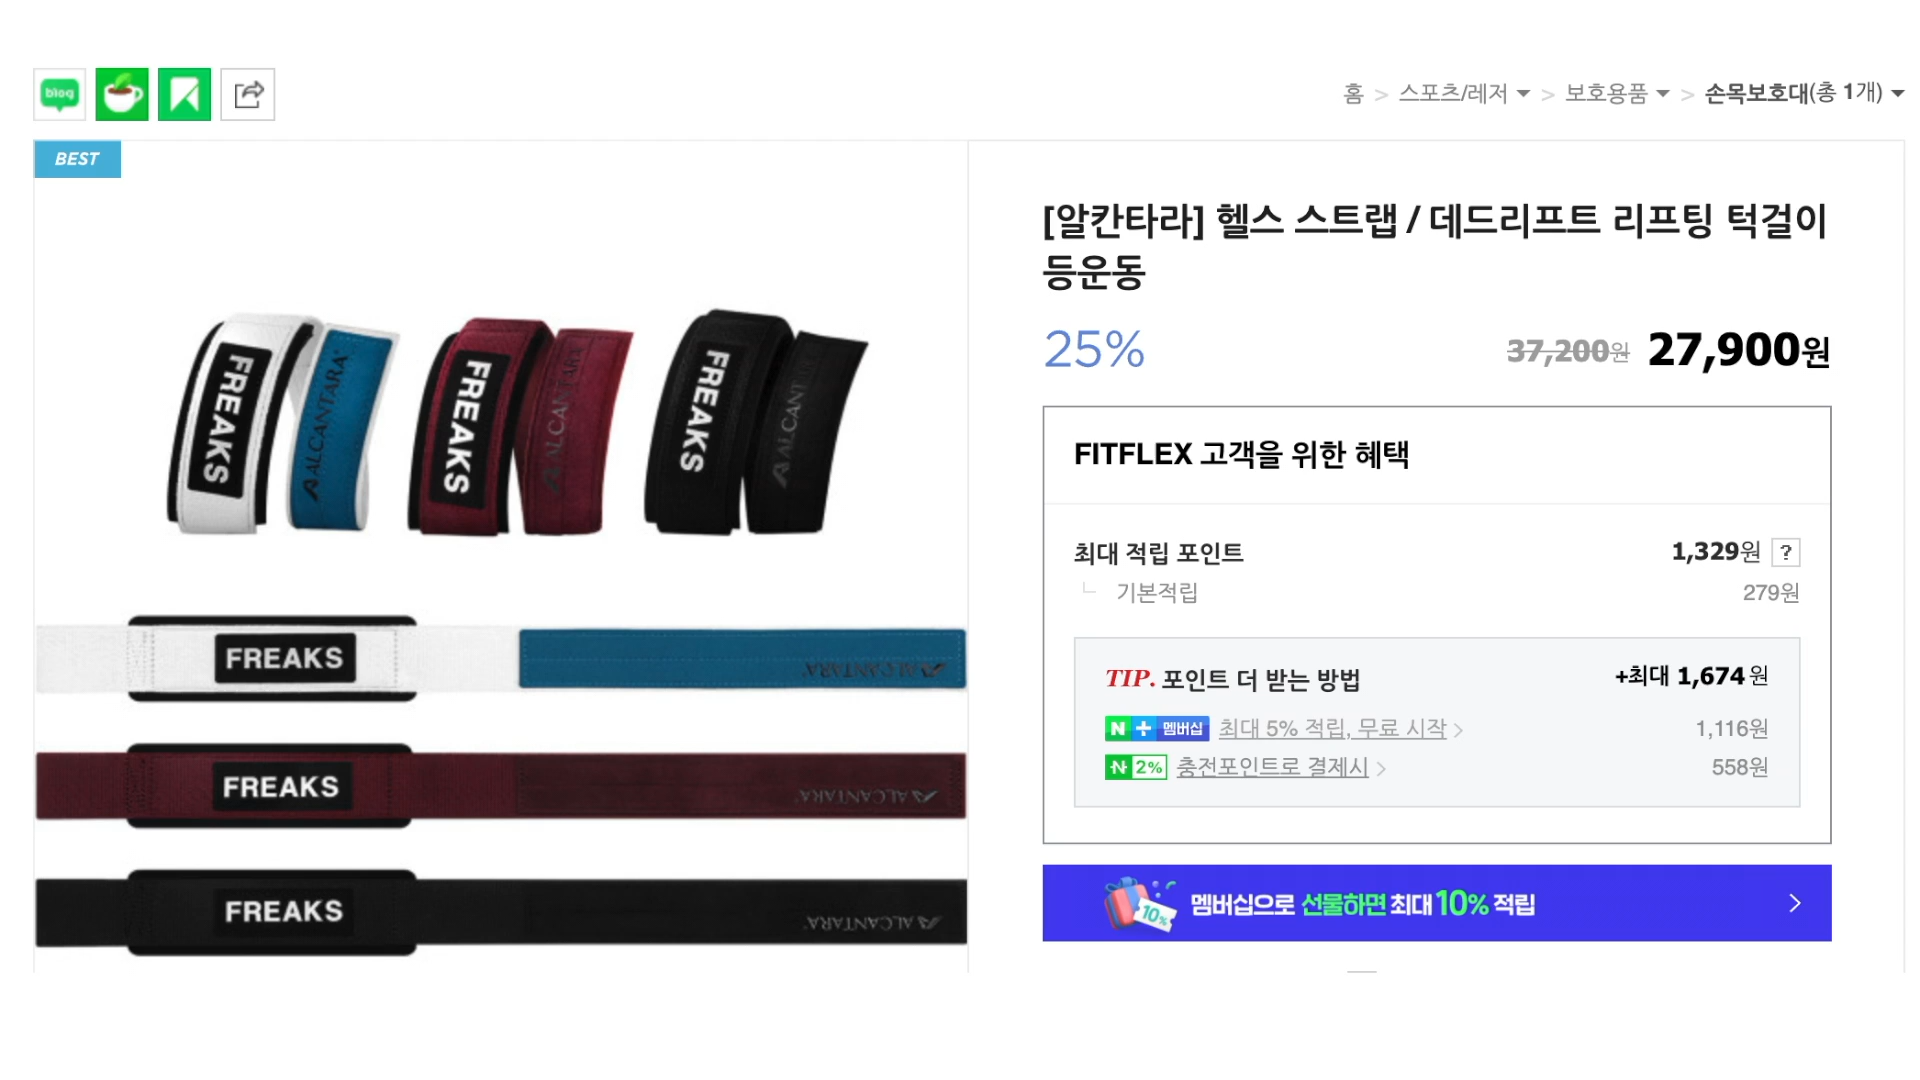 blog
홈 > 스포츠/레저 > 보호용품 > 손목보호대(총 1개)
BEST
FREAKS
ALCANTARA
FREAKS
ALCANTARA
FREAKS
ALCANTARA
FREAKS
ALCANTARA
FREAKS
ALCANTARA
FREAKS
ALCANTARA
[알칸타라] 헬스 스트랩 / 데드리프트 리프팅 턱걸이
등운동
25% 37,200원 27,900원
FITFLEX 고객을 위한 혜택
최대 적립 포인트 1,329원 ?
기본적립 279원
TIP. 포인트 더 받는 방법 +최대 1,674원
N + 멤버십 최대 5% 적립, 무료 시작 > 1,116원
N 2% 충전포인트로 결제시 > 558원
10% 멤버십으로 선물하면 최대 10% 적립 >